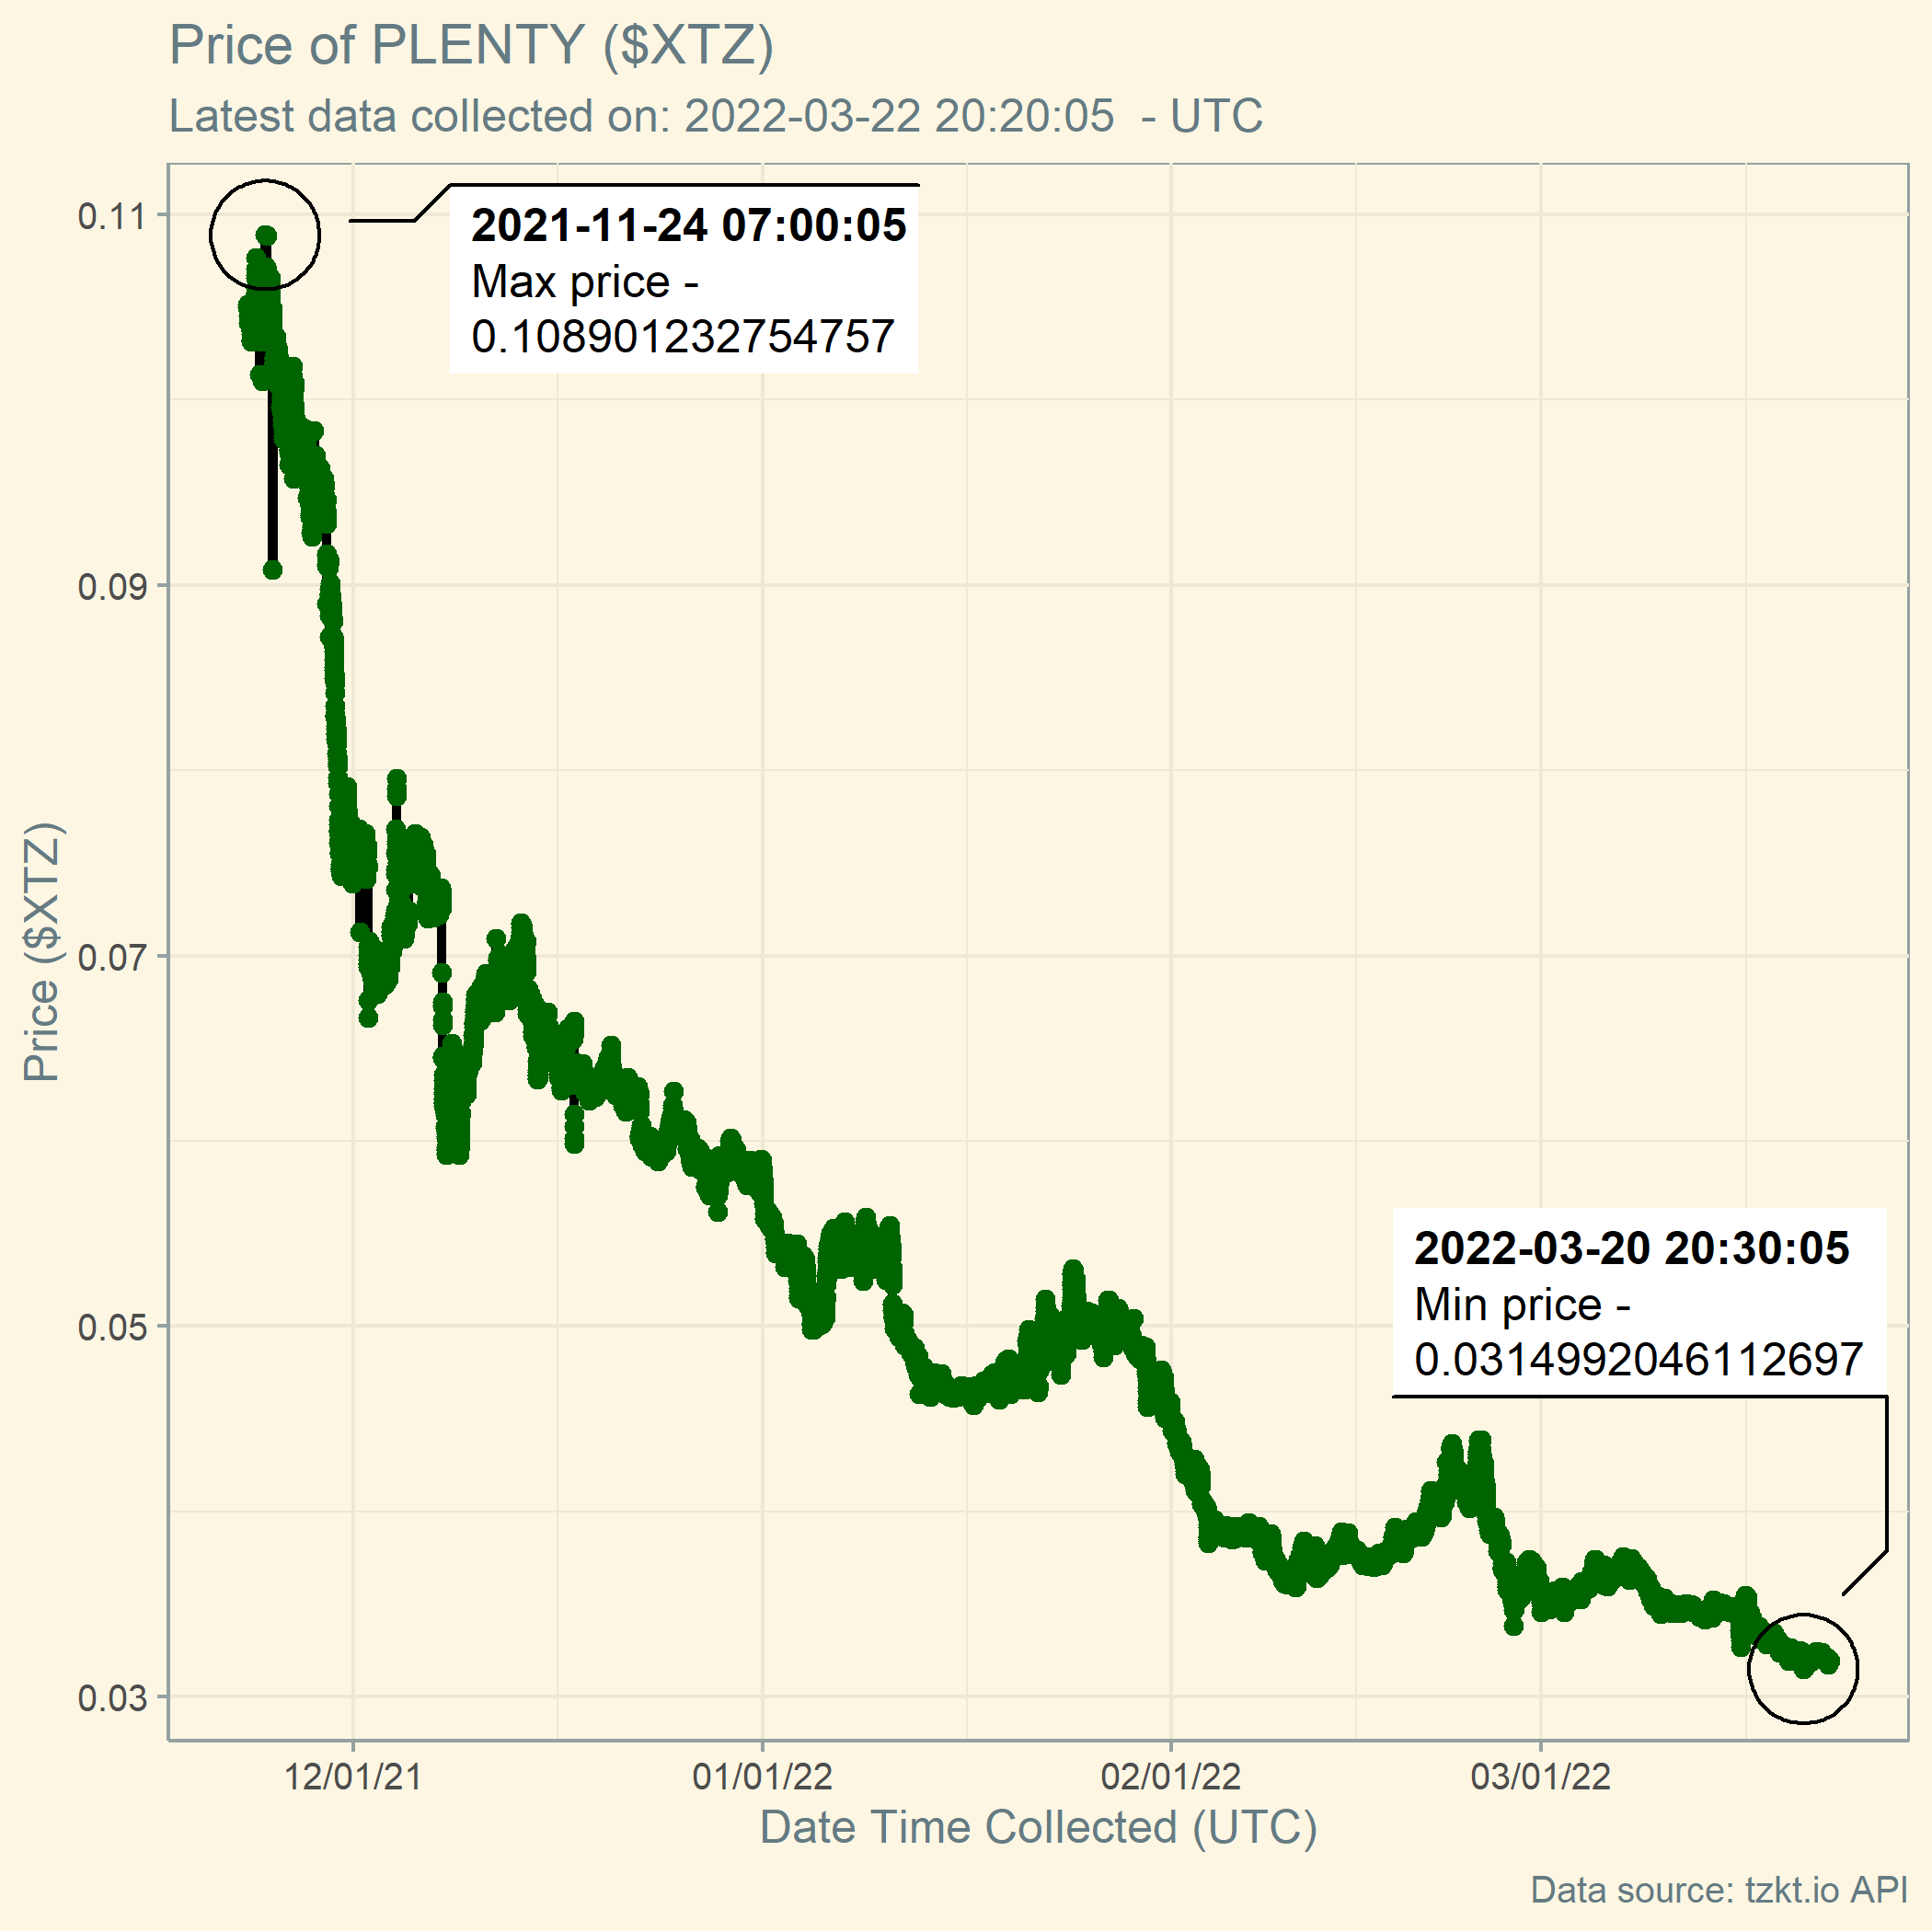 Price of PLENTY ($XTZ)
Latest data collected on: 2022-03-22 20:20:05  - UTC
0.11
0.09
0.07
0.05
0.03
Price ($XTZ)
2021-11-24 07:00:05
Max price -
0.108901232754757
2022-03-20 20:30:05
Min price -
0.0314992046112697
12/01/21
01/01/22
02/01/22
03/01/22
Date Time Collected (UTC)
Data source: tzkt.io API